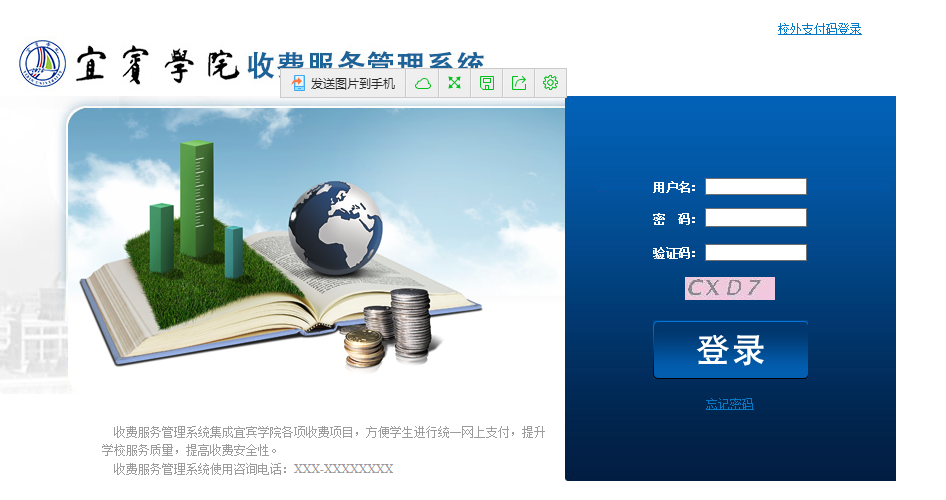 校外支付码登录
宜宾學院 收费服务管理系统
发送图片到手机
用户名：
密 码：
验证码：
CXD7
登录
忘记密码
收费服务管理系统集成宜宾学院各项收费项目，方便学生进行统一网上支付，提升
学校服务质量，提高收费安全性。
收费服务管理系统使用咨询电话：XXX-XXXXXXXX